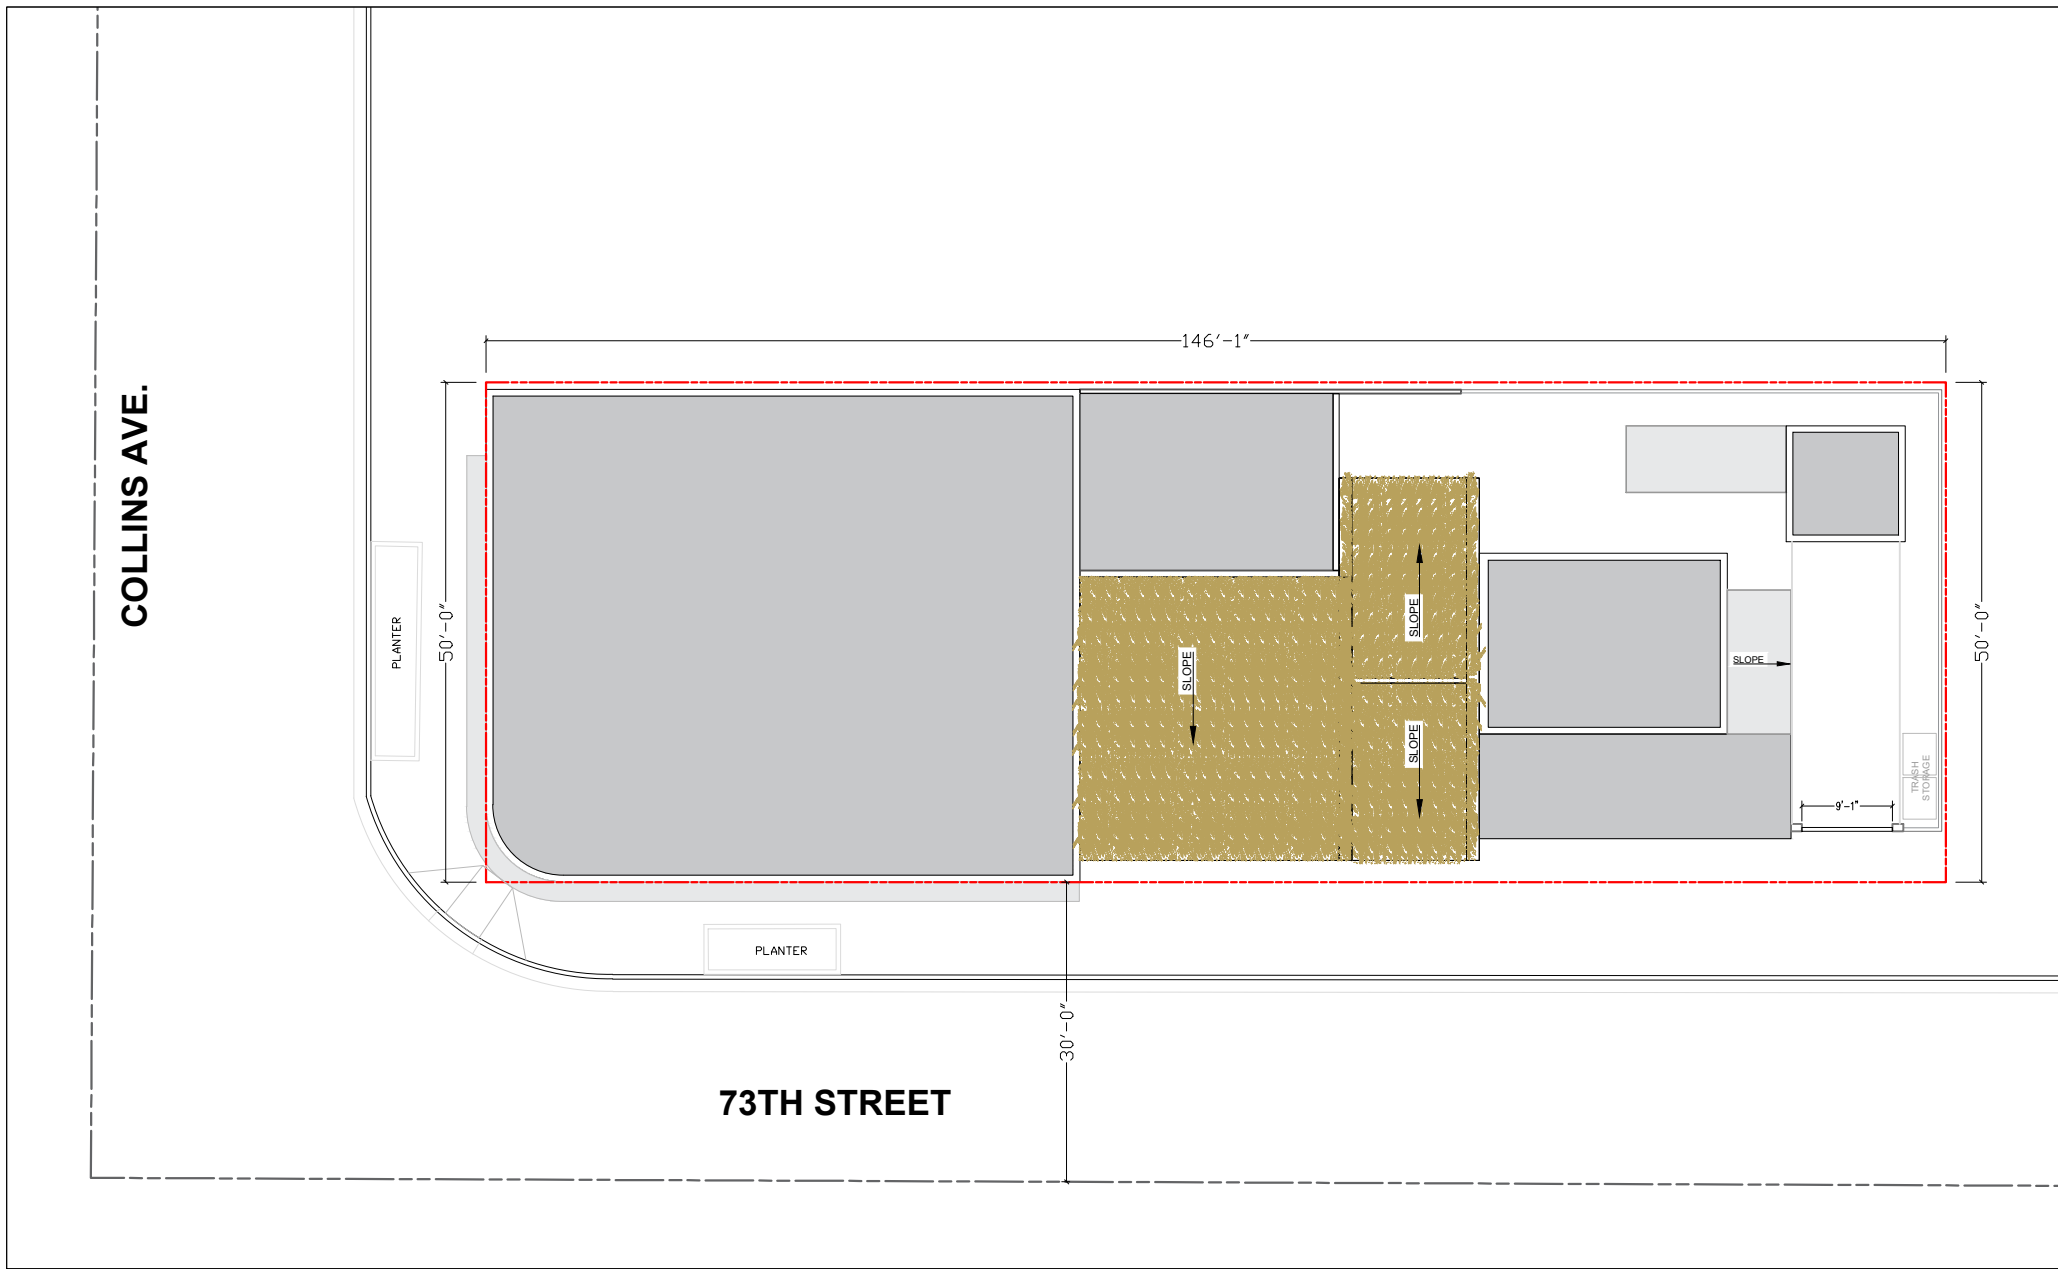 146'-1"
COLLINS AVE.
PLANTER
50'-0"
SLOPE
SLOPE
SLOPE
SLOPE
50'-0"
TRASH
STORAGE
9'-1"
PLANTER
30'-0"
73TH STREET